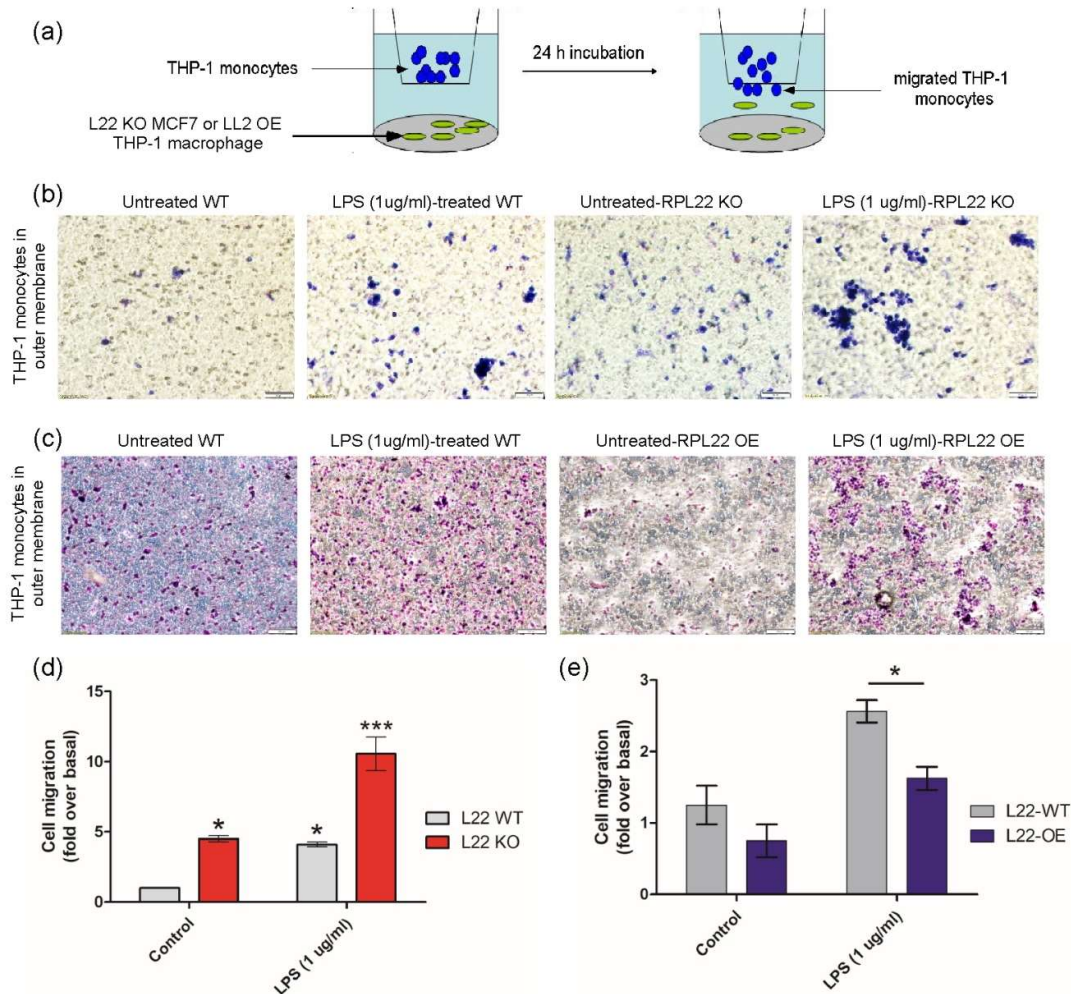 (a)
THP-1 monocytes
24 h incubation
migrated THP-1
monocytes
L22 KO MCF7 or LL2 OE
THP-1 macrophage
(b)
Untreated WT
LPS (1ug/ml)-treated WT
Untreated-RPL22 KO
LPS (1 ug/ml)-RPL22 KO
THP-1 monocytes in
outer membrane
(c)
Untreated WT
LPS (1ug/ml)-treated WT
Untreated-RPL22 OE
LPS (1 ug/ml)-RPL22 OE
THP-1 monocytes in
outer membrane
(d)
Cell migration
(fold over basal)
15
10
5
0
*
*
***
L22 WT
L22 KO
Control
LPS (1 ug/ml)
(e)
Cell migration
(fold over basal)
3
2
1
0
*
L22-WT
L22-OE
Control
LPS (1 ug/ml)